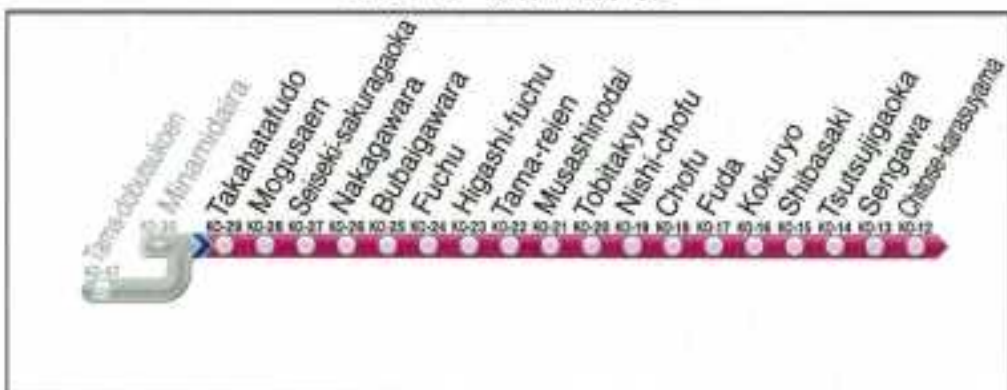 Tama-dobutsukoen
Minamidaira
Takahatafudo
Mogusaen
Seiseki-sakuragaoka
Nakagawara
Bubaigawara
Fuchu
Higashi-fuchu
Tama-reien
Musashinodai
Tobitakyu
Nishi-chofu
Chofu
Fuda
Kokuryo
Shibasaki
Tsutsujigaoka
Sengawa
Chitose-karasuyama
KO-29 KO-28 KO-27 KO-26 KO-25 KO-24 KO-23 KO-22 KO-21 KO-20 KO-19 KO-18 KO-17 KO-16 KO-15 KO-14 KO-13 KO-12